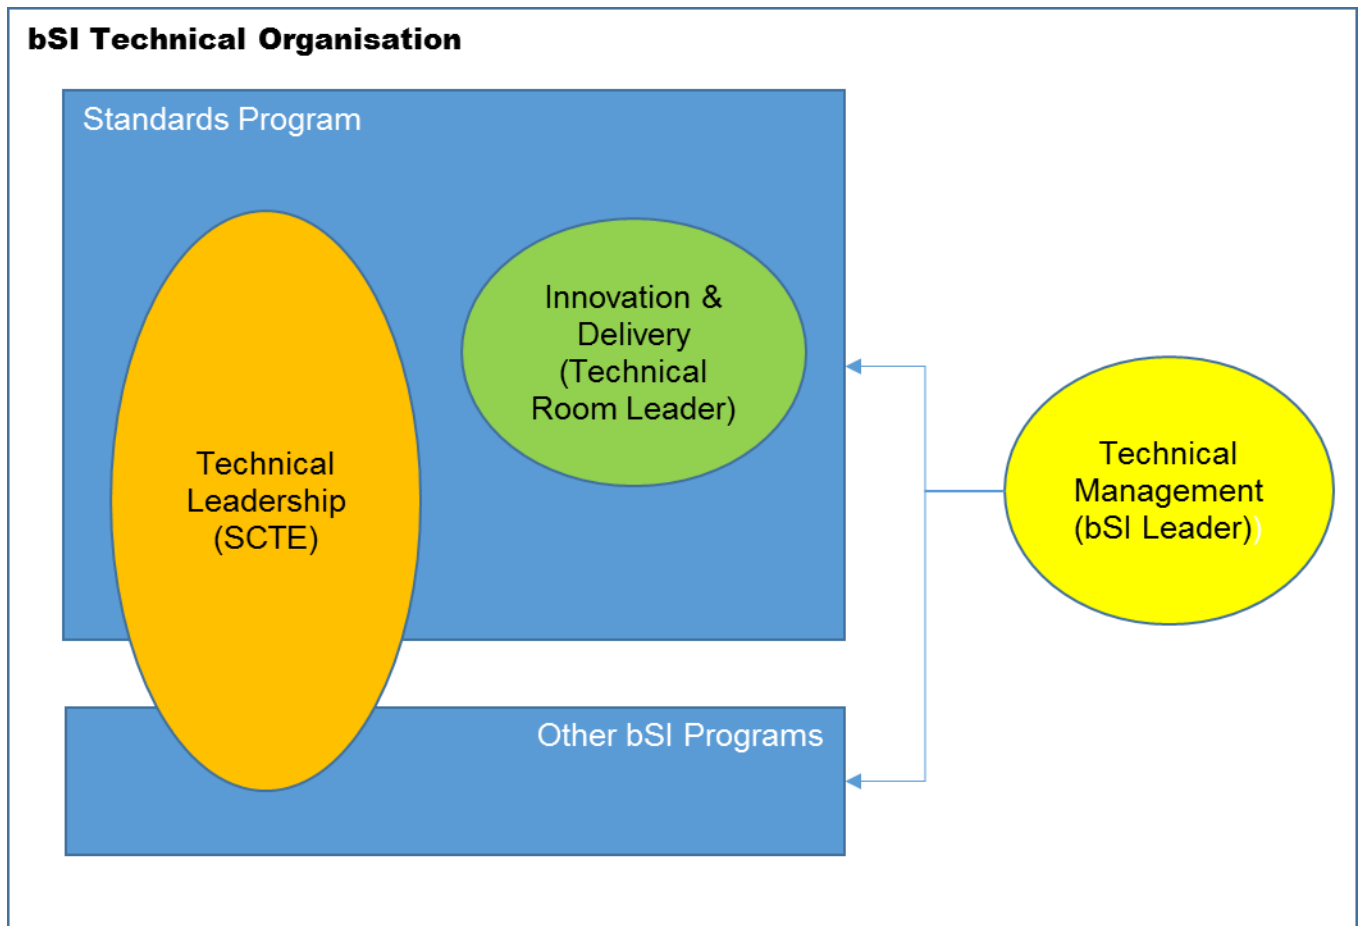 bSI Technical Organisation
Standards Program
Innovation &
Delivery
(Technical
Room Leader)
Technical
Leadership
(SCTE)
Technical
Management
(bSI Leader))
Other bSI Programs